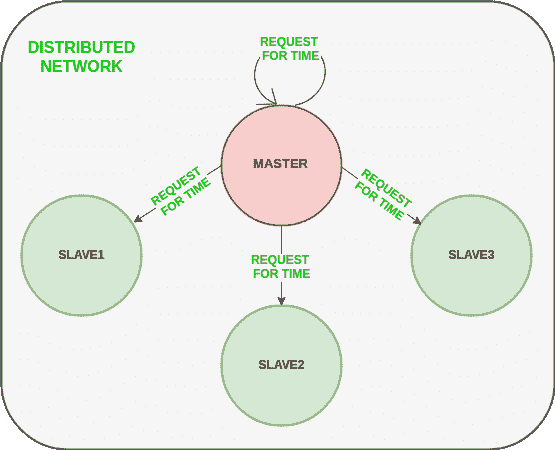 DISTRIBUTED
NETWORK
REQUEST
FOR TIME
MASTER
REQUEST
FOR TIME
REQUEST
FOR TIME
SLAVE1
REQUEST
FOR TIME
SLAVE3
SLAVE2